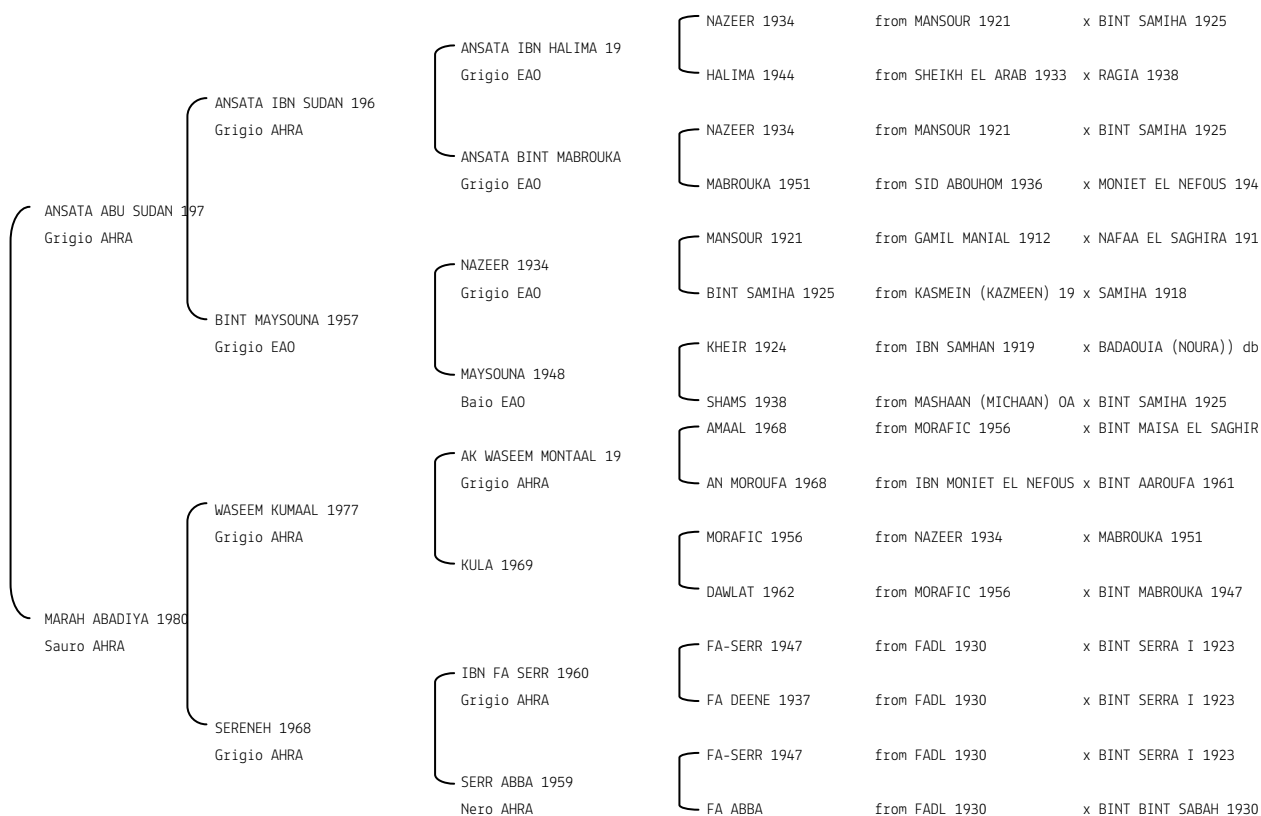 NAZEER 1934 from MANSOUR 1921 x BINT SAMIHA 1925
ANSATA IBN HALIMA 19
Grigio EAO
HALIMA 1944 from SHEIKH EL ARAB 1933 x RAGIA 1938
ANSATA IBN SUDAN 196
Grigio AHRA
NAZEER 1934 from MANSOUR 1921 x BINT SAMIHA 1925
ANSATA BINT MABROUKA
Grigio EAO
MABROUKA 1951 from SID ABOUHOM 1936 x MONIET EL NEFOUS 194
ANSATA ABU SUDAN 197
Grigio AHRA
MANSOUR 1921 from GAMIL MANIAL 1912 x NAFAA EL SAGHIRA 191
NAZEER 1934
Grigio EAO
BINT SAMIHA 1925 from KASMEIN (KAZMEEN) 19 x SAMIHA 1918
BINT MAYSOUNA 1957
Grigio EAO
KHEIR 1924 from IBN SAMHAN 1919 x BADAOUIA (NOURA)) db
MAYSOUNA 1948
Baio EAO
SHAMS 1938 from MASHAAN (MICHAAN) OA x BINT SAMIHA 1925
AMAAL 1968 from MORAFIC 1956 x BINT MAISA EL SAGHIR
AK WASEEM MONTAAL 19
Grigio AHRA
AN MOROUFA 1968 from IBN MONIET EL NEFOUS x BINT AAROUFA 1961
WASEEM KUMAAL 1977
Grigio AHRA
MORAFIC 1956 from NAZEER 1934 x MABROUKA 1951
KULA 1969
DAWLAT 1962 from MORAFIC 1956 x BINT MABROUKA 1947
MARAH ABADIYA 1980
Sauro AHRA
FA-SERR 1947 from FADL 1930 x BINT SERRA I 1923
IBN FA SERR 1960
Grigio AHRA
FA DEENE 1937 from FADL 1930 x BINT SERRA I 1923
SERENEH 1968
Grigio AHRA
FA-SERR 1947 from FADL 1930 x BINT SERRA I 1923
SERR ABBA 1959
Nero AHRA
FA ABBA from FADL 1930 x BINT BINT SABAH 1930